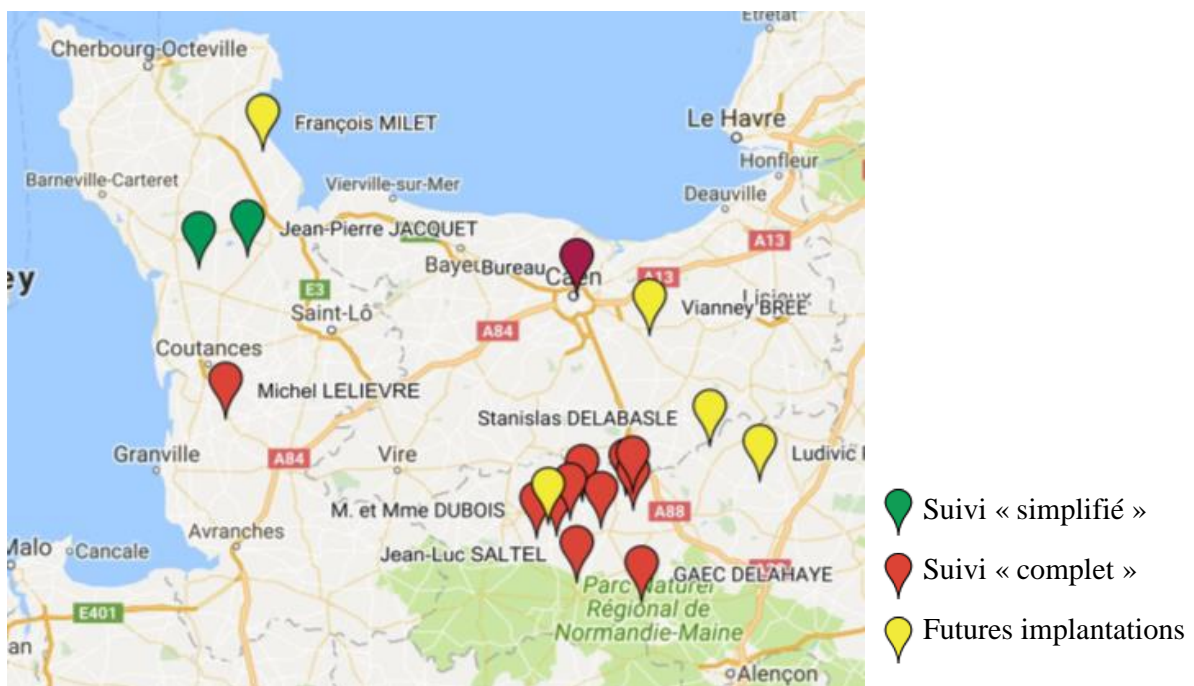 Etretat
Cherbourg-Octeville
François MILET
Le Havre
Honfleur
Barneville-Carteret
Vierville-sur-Mer
Deauville
Jean-Pierre JACQUET
A13
Bureau
Caen
ey
E3
A13
Saint-Lô
Vianney BREE
A84
Coutances
Michel LELIEVRE
Stanislas DELABASLE
Granville
A84
Vire
Ludivic
M. et Mme DUBOIS
A88
Suivi « simplifié »
Avranches
Malo
Cancale
Jean-Luc SALTEL
GAEC DELAHAYE
Suivi « complet »
Parc Naturel
Régional de
Normandie-Maine
E401
Futures implantations
an
Alençon